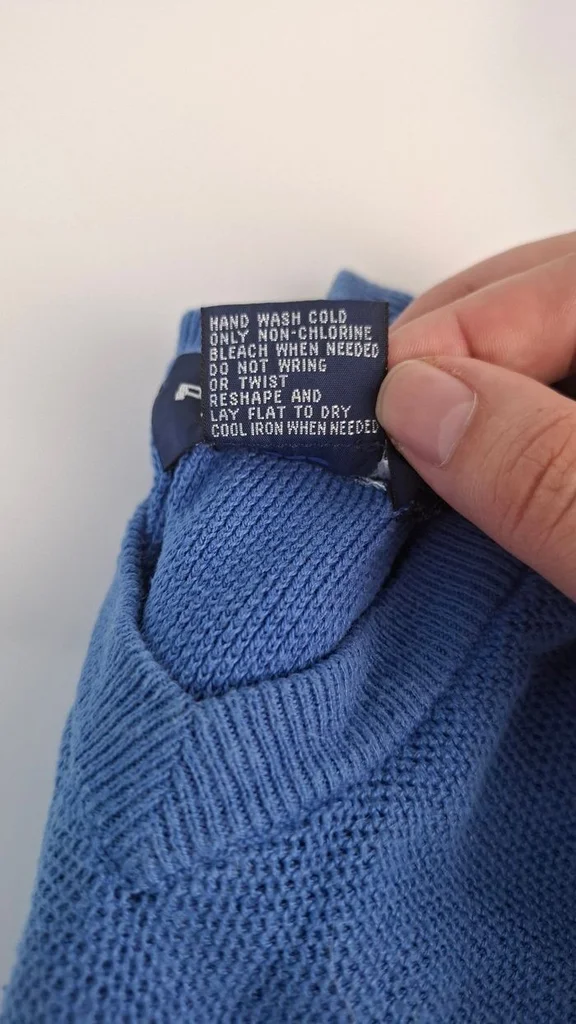 HAND WASH COLD
ONLY NON-CHLORINE
BLEACH WHEN NEEDED
DO NOT WRING
OR TWIST
RESHAPE AND
LAY FLAT TO DRY
COOL IRON WHEN NEEDED